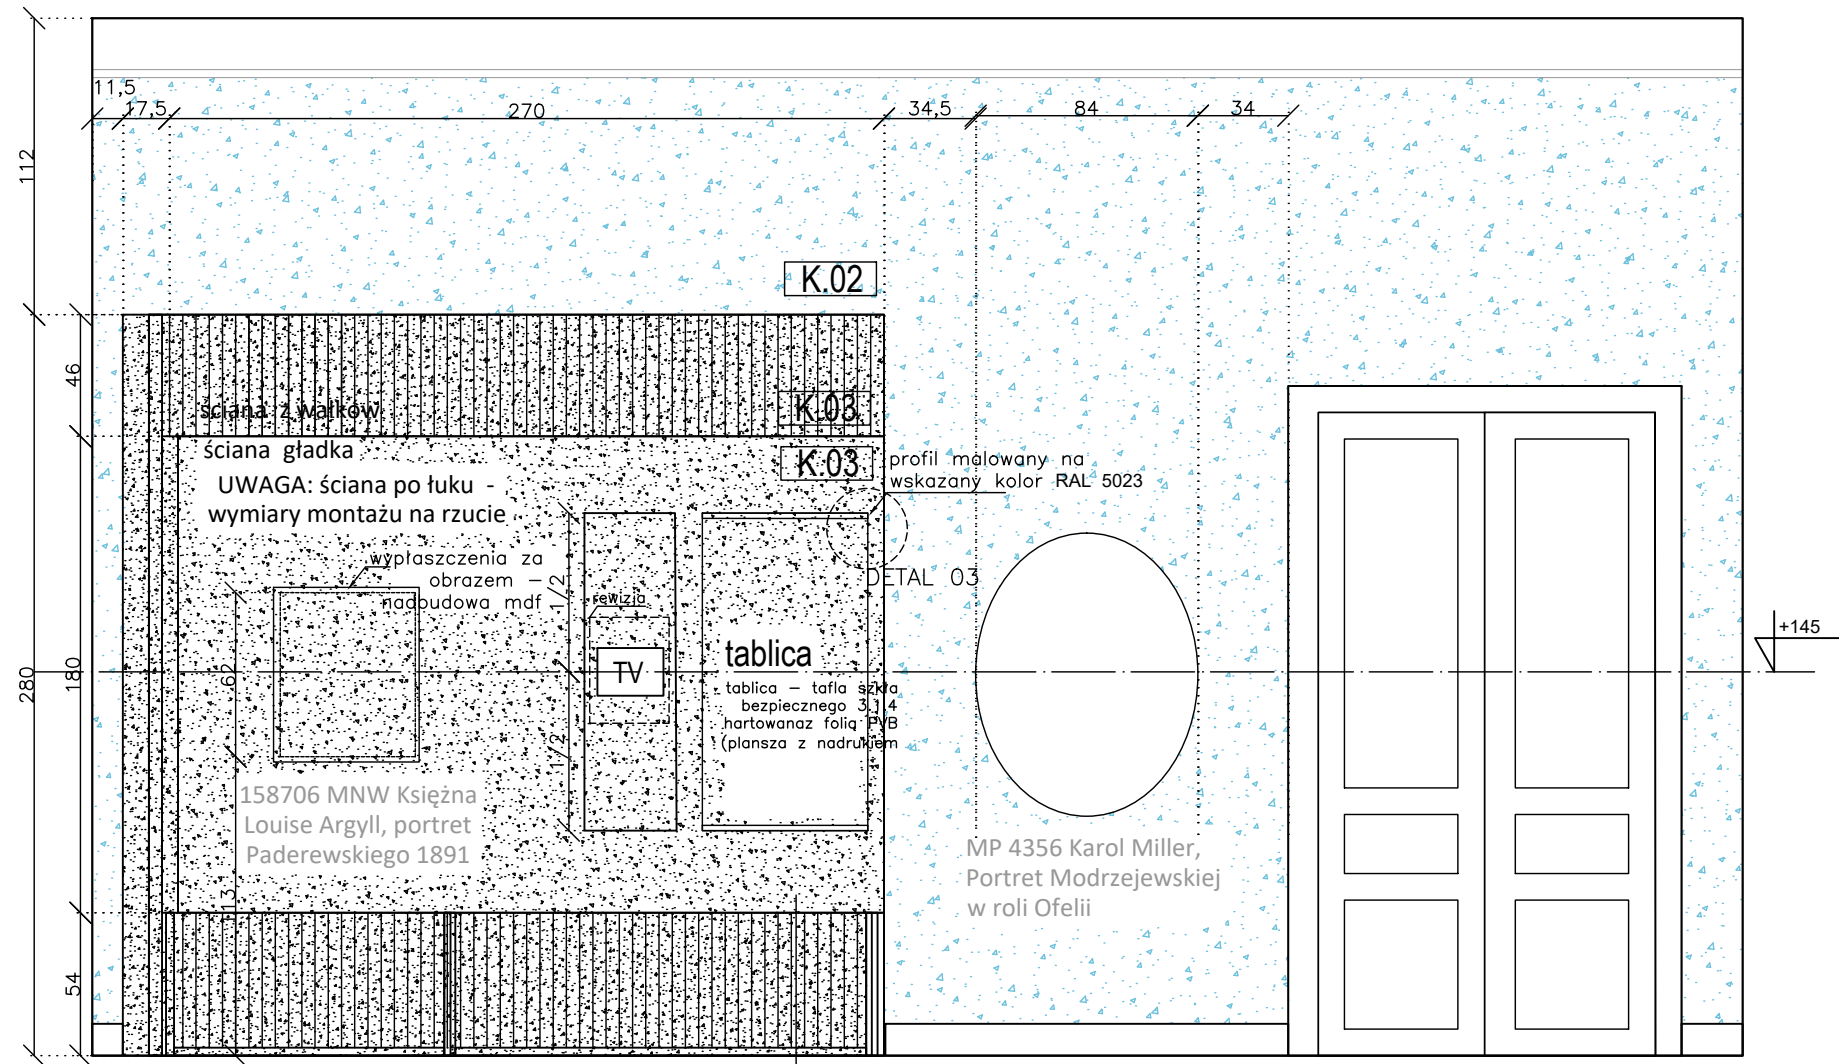 11,5
17,5
270
34,5
84
34
112
K.02
46
ściana z wałków
K.03
ściana gładka
K.03
profil malowany na
wskazany kolor RAL 5023
UWAGA: ściana po łuku -
wymiary montażu na rzucie
wypłaszczenia za
obrazem –
nadbudowa mdf
1/2
rewizja
DETAL 03
+145
280
180
62
TV
tablica
tablica – tafla szkła
bezpiecznego 3.1.4
hartowanaz folią PVB
(plansza z nadrukiem
1/2
158706 MNW Księżna
Louise Argyll, portret
Paderewskiego 1891
MP 4356 Karol Miller,
Portret Modrzejewskiej
w roli Ofelii
113
54